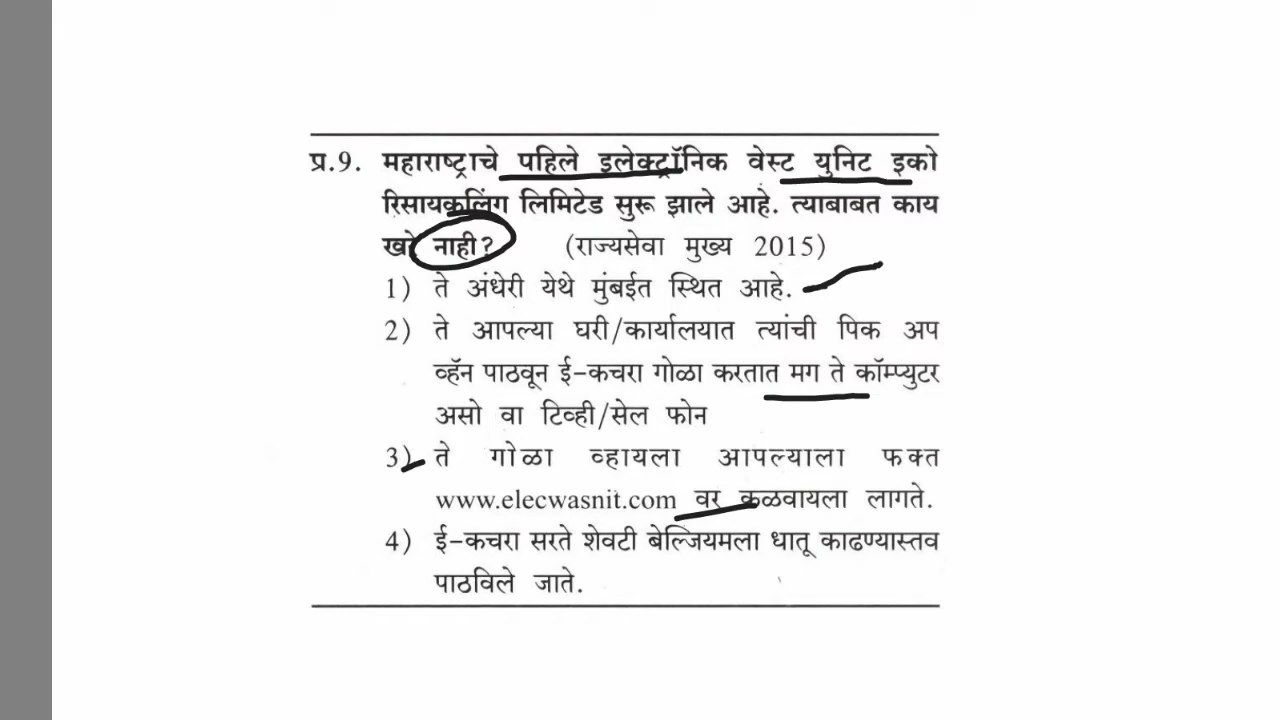 प्र.9. महाराष्ट्राचे पहिले इलेक्ट्रॉनिक वेस्ट युनिट इको
रिसायकलिंग लिमिटेड सुरू झाले आहे. त्याबाबत काय
खरे नाही? (राज्यसेवा मुख्य 2015)
1) ते अंधेरी येथे मुंबईत स्थित आहे.
2) ते आपल्या घरी/कार्यालयात त्यांची पिक अप
व्हॅन पाठवून ई-कचरा गोळा करतात मग ते कॉम्प्युटर
असो वा टिव्ही/सेल फोन
3) ते गोळा व्हायला आपल्याला फक्त
www.elecwasnit.com वर कळवायला लागते.
4) ई-कचरा सरते शेवटी बेल्जियमला धातू काढण्यास्तव
पाठविले जाते.